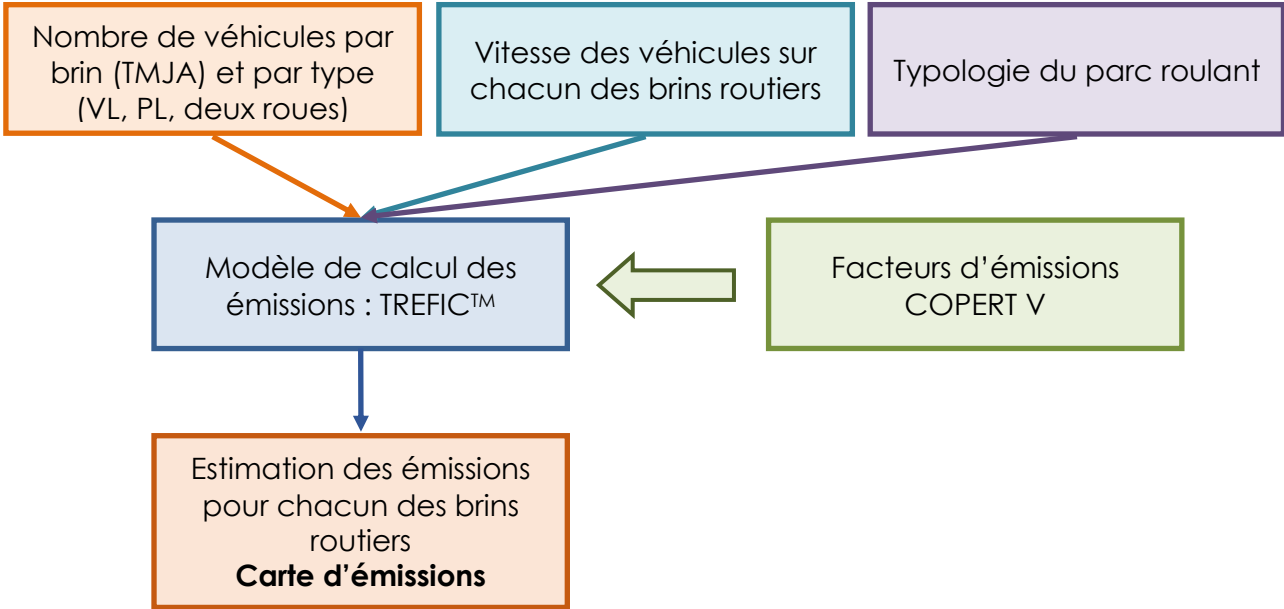 Nombre de véhicules par
brin (TMJA) et par type
(VL, PL, deux roues)
Vitesse des véhicules sur
chacun des brins routiers
Typologie du parc roulant
Modèle de calcul des
émissions : TREFIC™
Facteurs d’émissions
COPERT V
Estimation des émissions
pour chacun des brins
routiers
Carte d’émissions